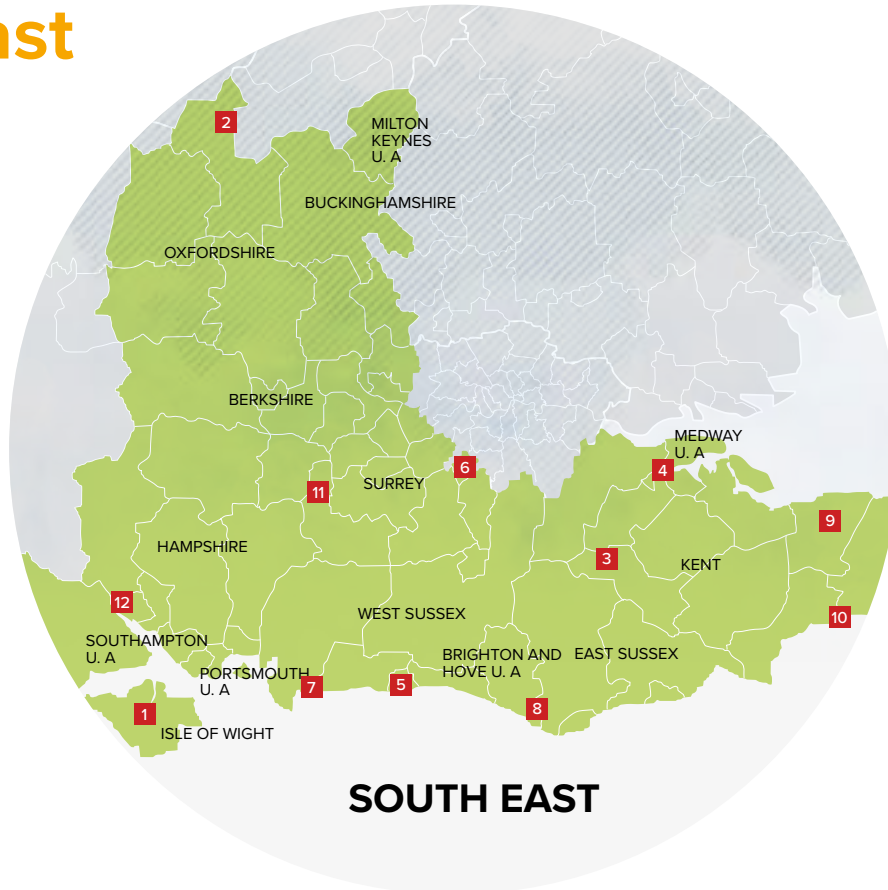 ast
2
MILTON
KEYNES
U. A
BUCKINGHAMSHIRE
OXFORDSHIRE
BERKSHIRE
MEDWAY
U. A
6
4
SURREY
11
9
HAMPSHIRE
3
KENT
12
WEST SUSSEX
10
SOUTHAMPTON
U. A
BRIGHTON AND
HOVE U. A
EAST SUSSEX
PORTSMOUTH
U. A
7
5
8
1
ISLE OF WIGHT
SOUTH EAST